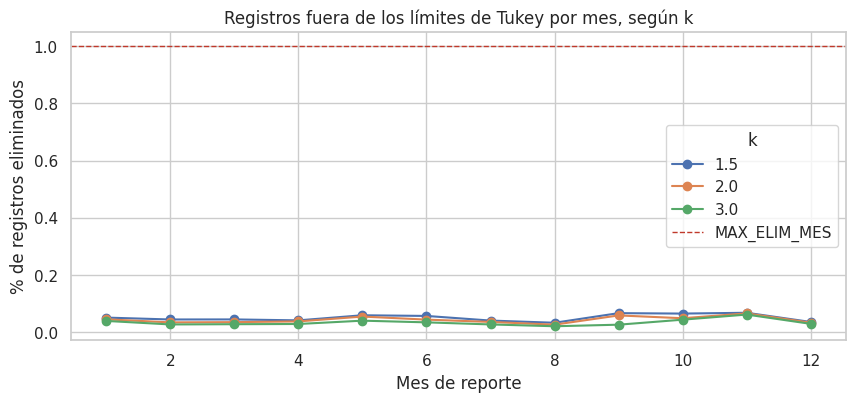 Registros fuera de los límites de Tukey por mes, según k
% de registros eliminados
1.0
0.8
0.6
0.4
0.2
0.0
k
1.5
2.0
3.0
MAX_ELIM_MES
2 4 6 8 10 12
Mes de reporte